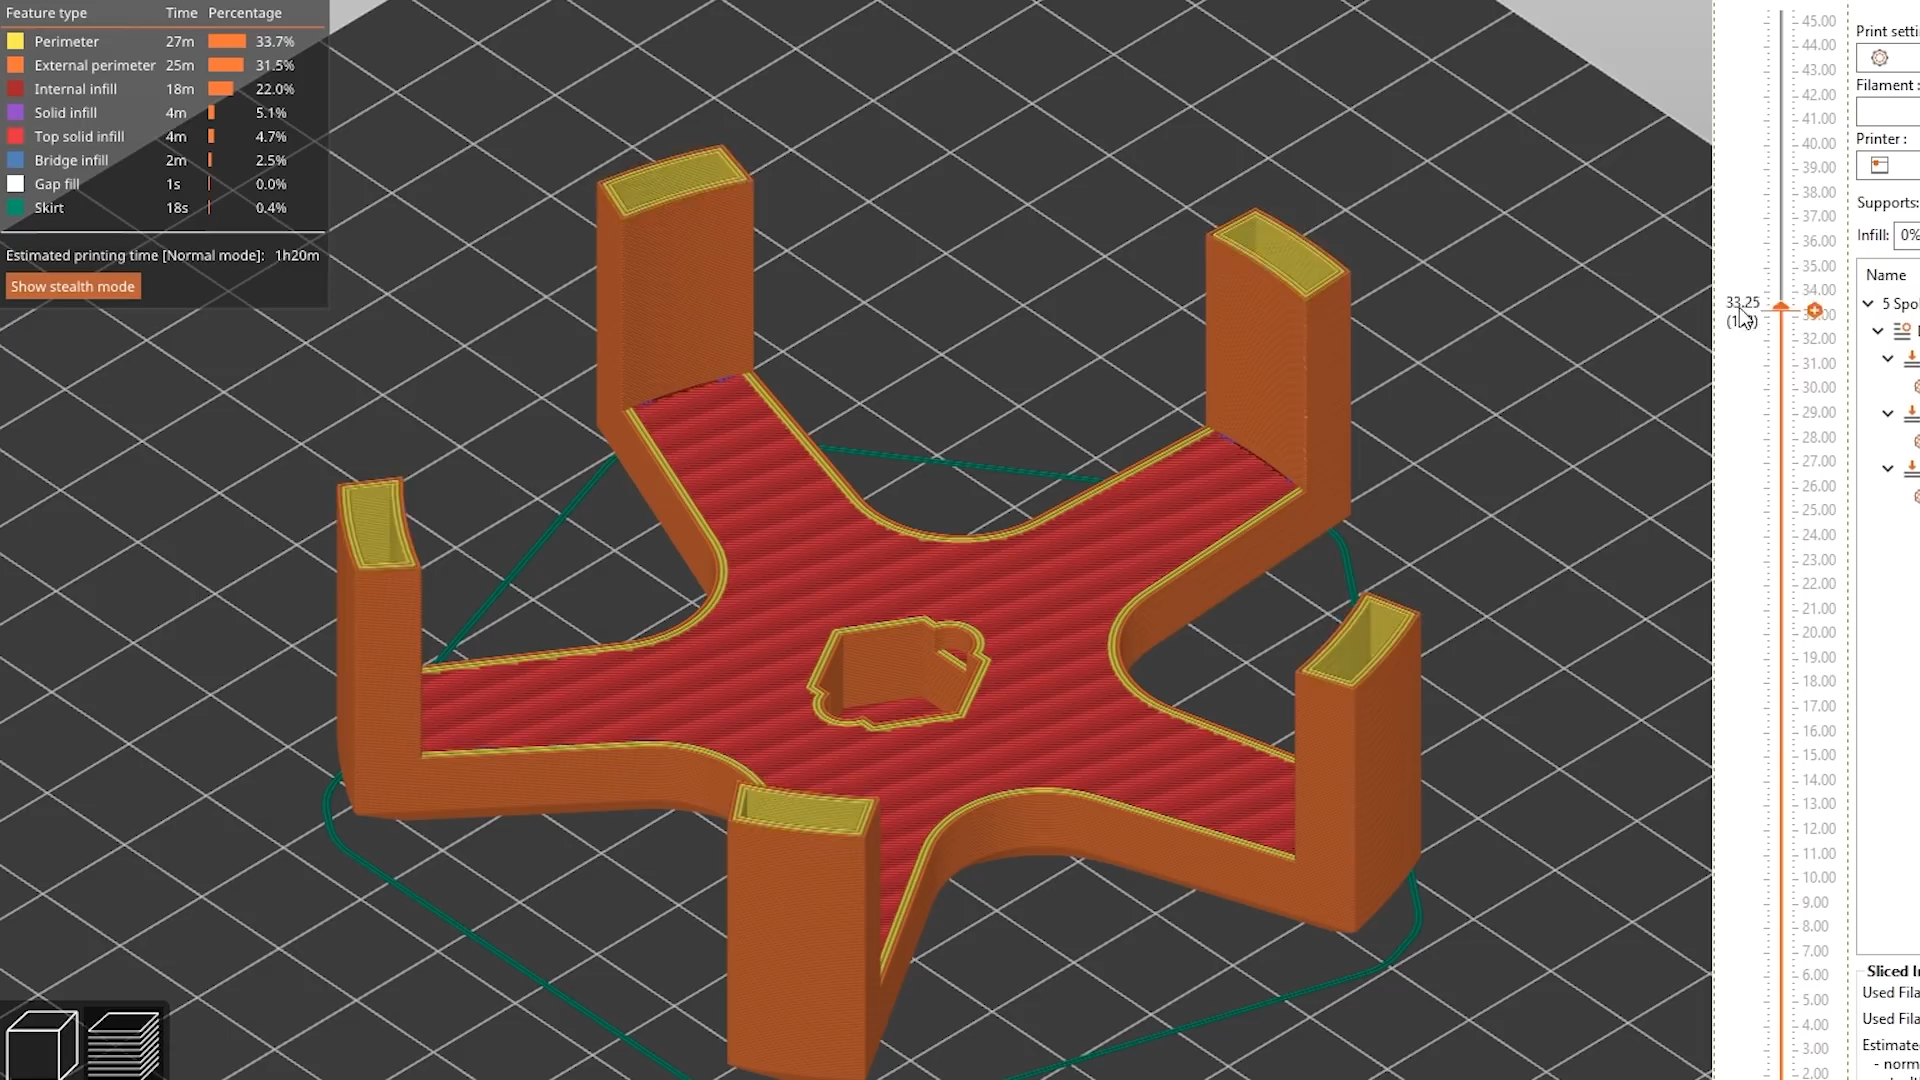 Feature type Time Percentage
Perimeter 27m 33.7%
External perimeter 25m 31.5%
Internal infill 18m 22.0%
Solid infill 4m 5.1%
Top solid infill 4m 4.7%
Bridge infill 2m 2.5%
Gap fill 1s 0.0%
Skirt 18s 0.4%
Estimated printing time [Normal mode]: 1h20m
Show stealth mode
33.25
45.00
44.00
43.00
42.00
41.00
40.00
39.00
38.00
37.00
36.00
35.00
34.00
33.00
32.00
31.00
30.00
29.00
28.00
27.00
26.00
25.00
24.00
23.00
22.00
21.00
20.00
19.00
18.00
17.00
16.00
15.00
14.00
13.00
12.00
11.00
10.00
9.00
8.00
7.00
6.00
5.00
4.00
3.00
2.00
Print setti
Filament :
Printer :
Supports:
Infill: 0%
Name
5 Spo
Sliced I
Used Fila
Used Fila
Estimate
- norm